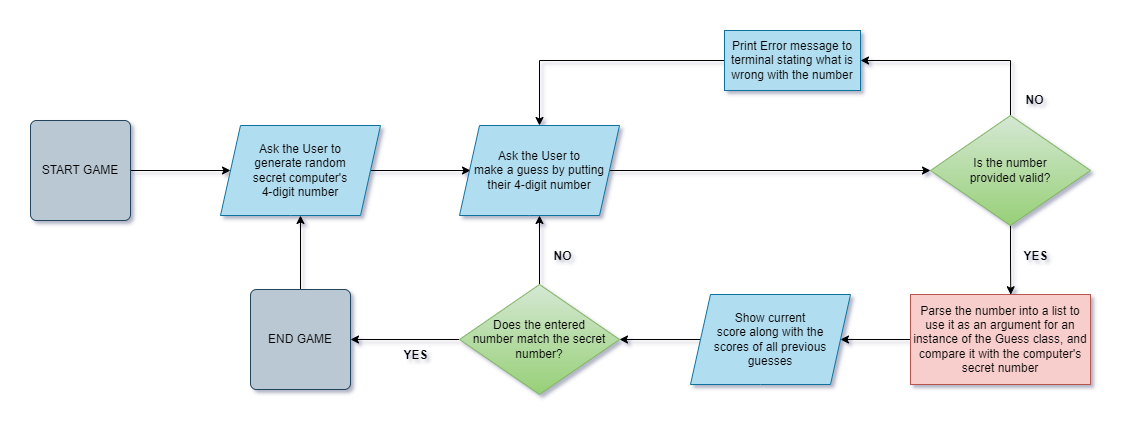 Print Error message to
terminal stating what is
wrong with the number
NO
START GAME
Ask the User to
generate random
secret computer's
4-digit number
Ask the User to
make a guess by putting
their 4-digit number
Is the number
provided valid?
YES
NO
END GAME
YES
Does the entered
number match the secret
number?
Show current
score along with the
scores of all previous
guesses
Parse the number into a list to
use it as an argument for an
instance of the Guess class, and
compare it with the computer's
secret number